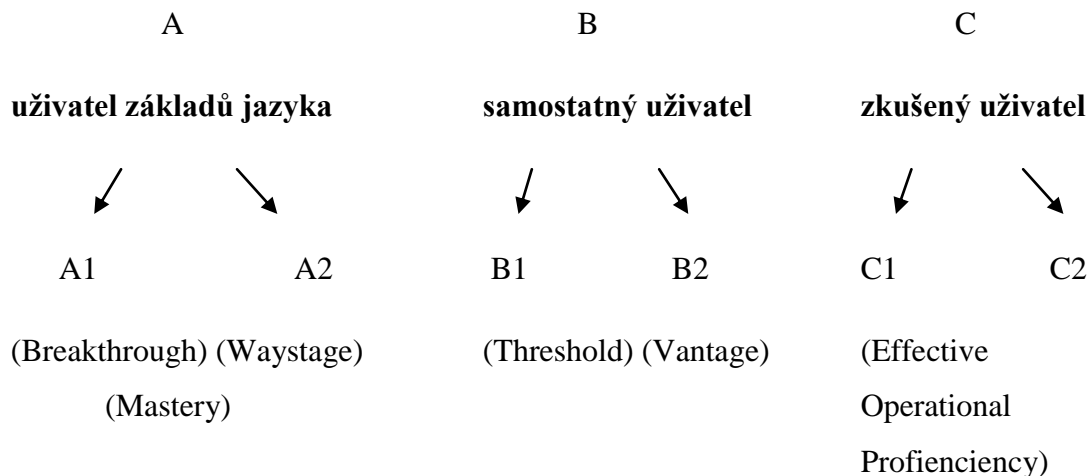 A B C
uživatel základů jazyka samostatný uživatel zkušený uživatel
A1 A2 B1 B2 C1 C2
(Breakthrough) (Waystage) (Threshold) (Vantage) (Effective
(Mastery) Operational
Profienciency)